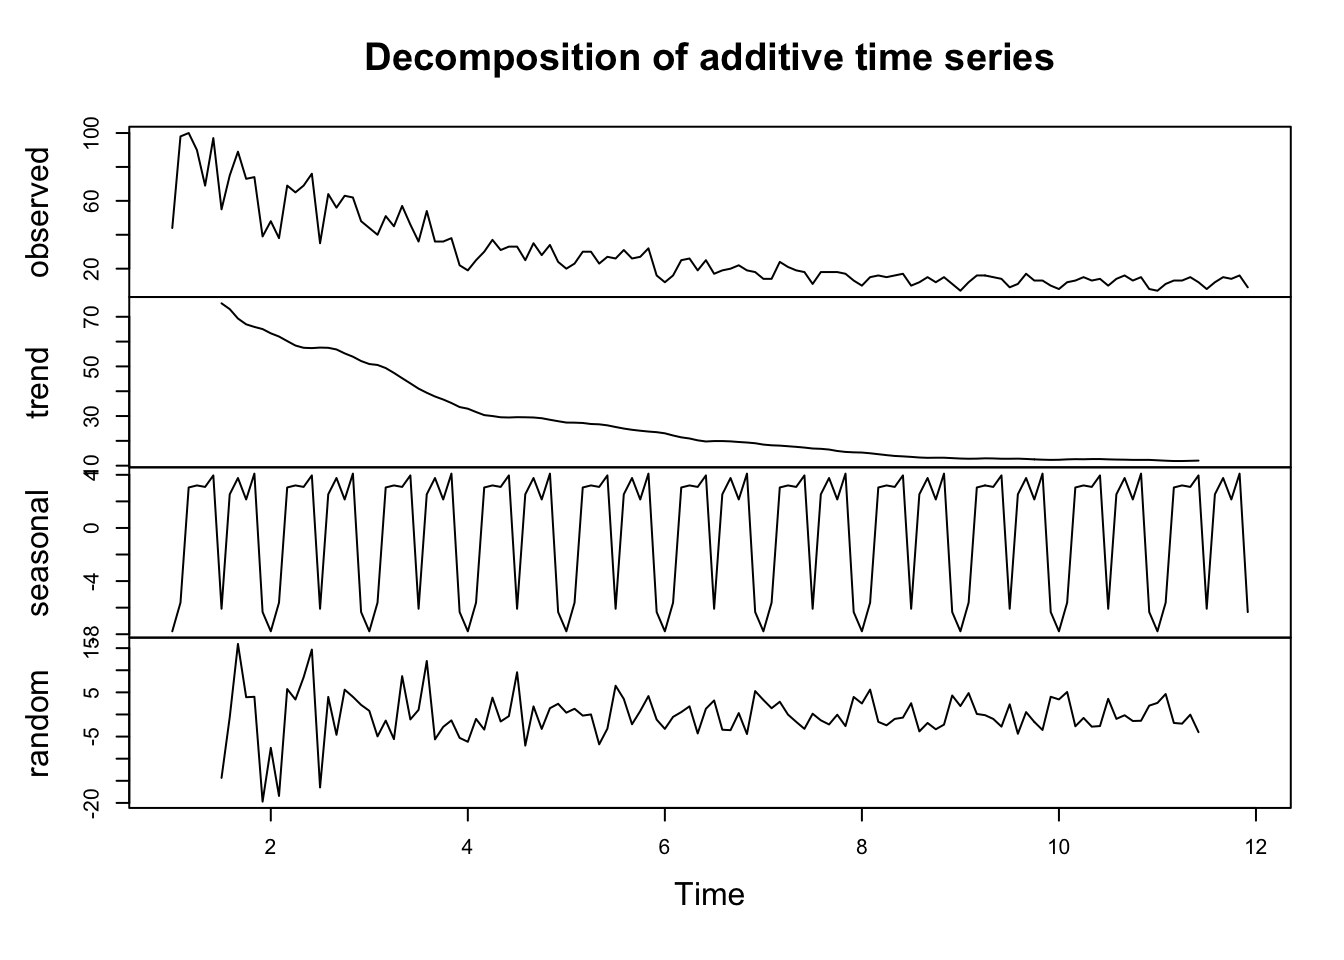 Decomposition of additive time series
observed
20 60 100
trend
10 30 50 70
seasonal
-8 -4 0 4
random
-20 -5 5 15
2 4 6 8 10 12
Time